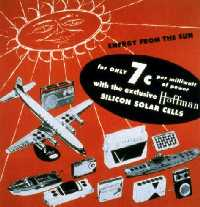 ENERGY FROM THE SUN
for ONLY 7¢ per milliwatt of power
with the exclusive Hoffman
SILICON SOLAR CELLS